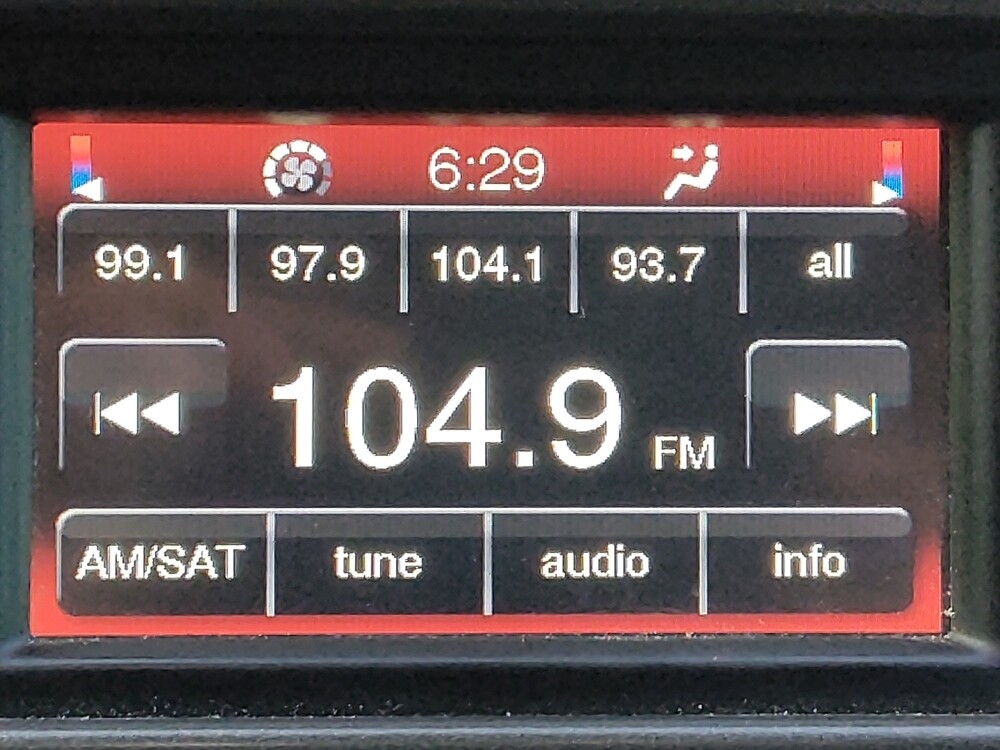 6:29
99.1 97.9 104.1 93.7 all
104.9 FM
AM/SAT tune audio info